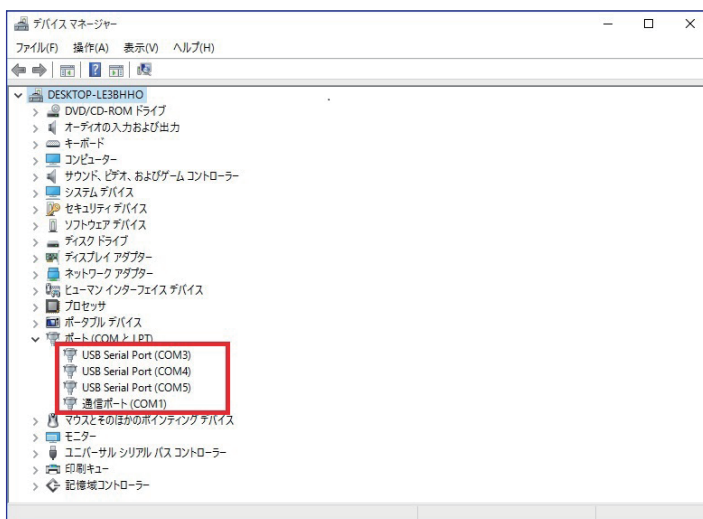 デバイス マネージャー
ファイル(F) 操作(A) 表示(V) ヘルプ(H)
DESKTOP-LE3BHHO
DVD/CD-ROM ドライブ
オーディオの入力および出力
キーボード
コンピューター
サウンド、ビデオ、およびゲーム コントローラー
システム デバイス
セキュリティ デバイス
ソフトウェア デバイス
ディスク ドライブ
ディスプレイ アダプター
ネットワーク アダプター
ヒューマン インターフェイス デバイス
プロセッサ
ポータブル デバイス
ポート (COM と LPT)
USB Serial Port (COM3)
USB Serial Port (COM4)
USB Serial Port (COM5)
通信ポート (COM1)
マウスとそのほかのポインティング デバイス
モニター
ユニバーサル シリアル バス コントローラー
印刷キュー
記憶域コントローラー